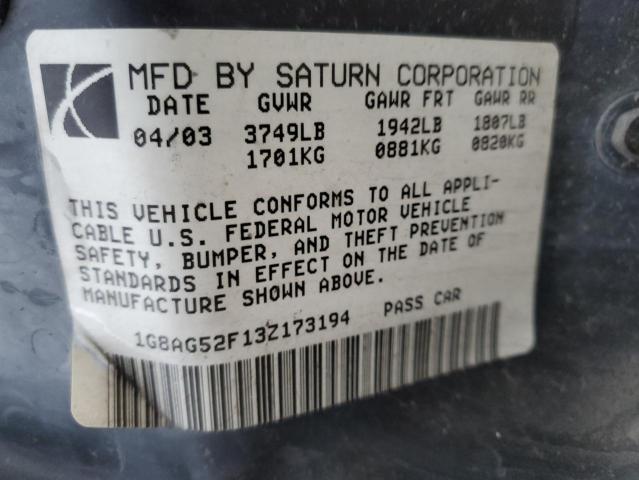 MFD BY SATURN CORPORATION
DATE GVWR GAWR FRT GAWR RR
04/03 3749LB 1942LB 1807LB
1701KG 0881KG 0820KG
THIS VEHICLE CONFORMS TO ALL APPLI-
CABLE U.S. FEDERAL MOTOR VEHICLE
SAFETY, BUMPER, AND THEFT PREVENTION
STANDARDS IN EFFECT ON THE DATE OF
MANUFACTURE SHOWN ABOVE.
1G8AG52F13Z173194 PASS CAR